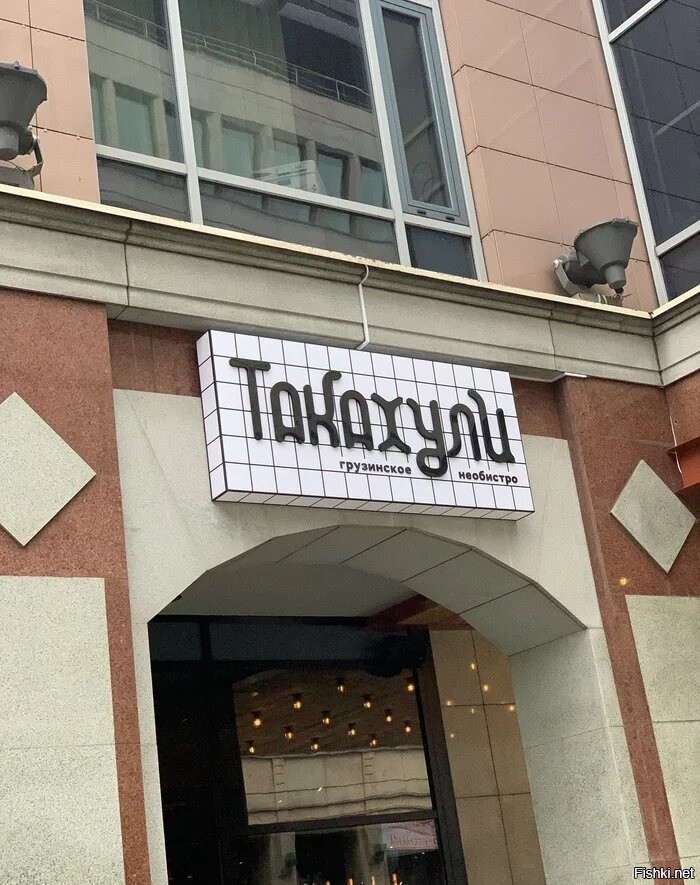 Такахули
грузинское необистро
Fishki.net